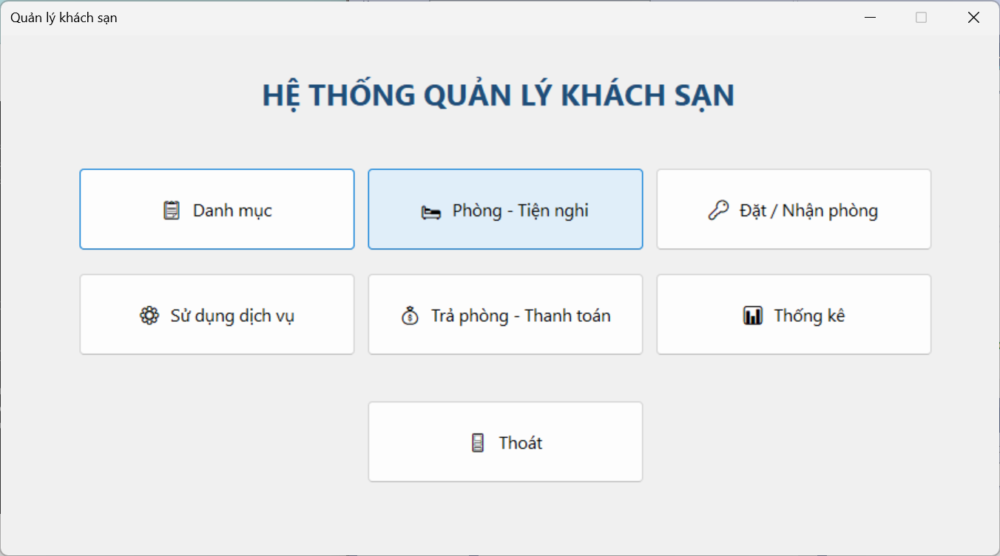 Quản lý khách sạn
HỆ THỐNG QUẢN LÝ KHÁCH SẠN
Danh mục
Phòng - Tiện nghi
Đặt / Nhận phòng
Sử dụng dịch vụ
Trả phòng - Thanh toán
Thống kê
Thoát